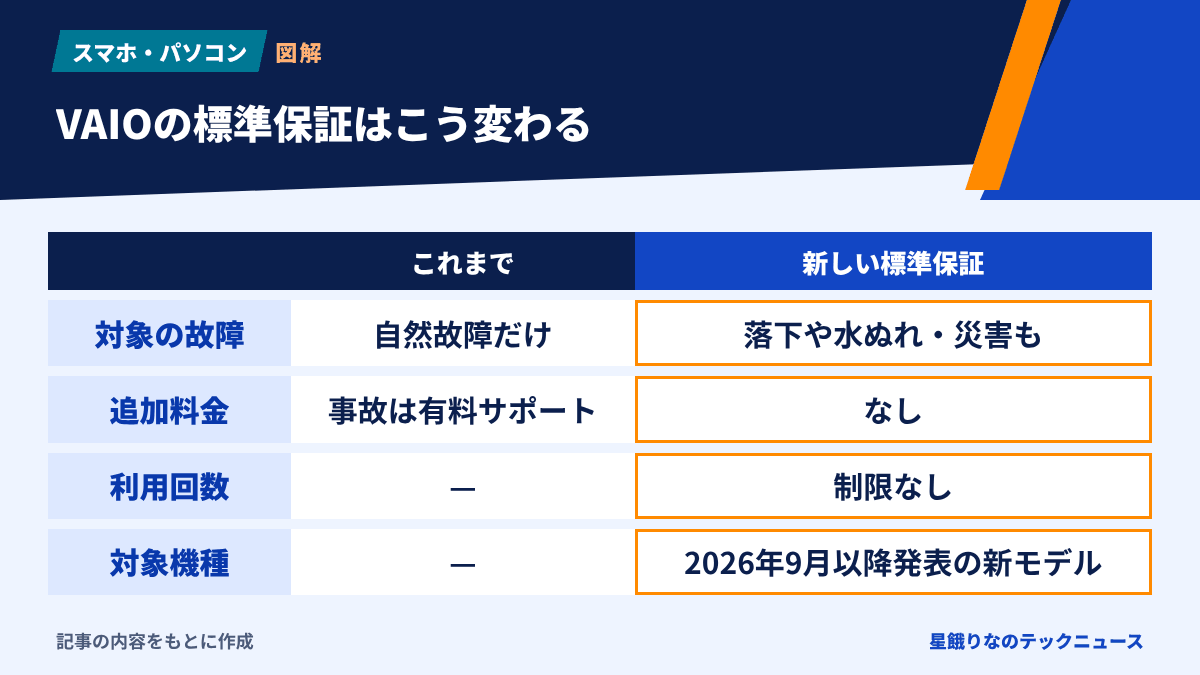 スマホ・パソコン 図解
VAIOの標準保証はこう変わる
これまで 新しい標準保証
対象の故障 自然故障だけ 落下や水ぬれ・災害も
追加料金 事故は有料サポート なし
利用回数 — 制限なし
対象機種 — 2026年9月以降発表の新モデル
記事の内容をもとに作成 星餓りなのテックニュース